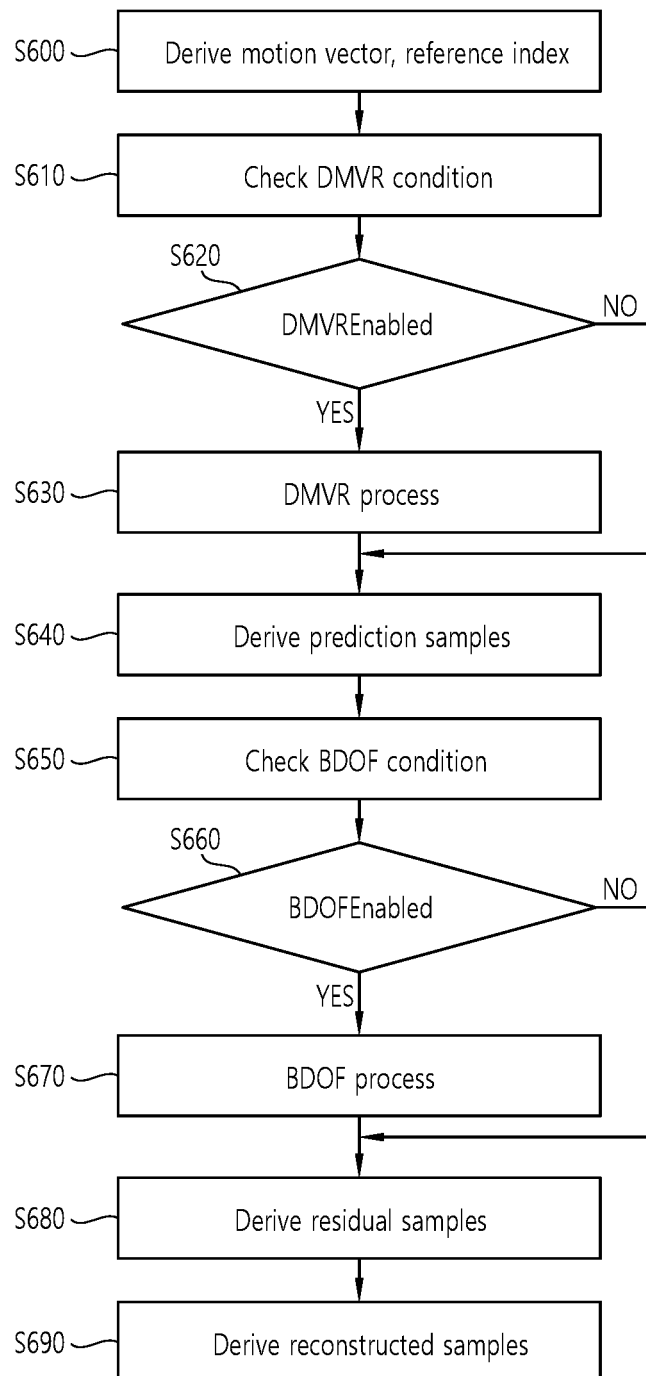 S600
Derive motion vector, reference index
S610
Check DMVR condition
S620
DMVREnabled
NO
YES
S630
DMVR process
S640
Derive prediction samples
S650
Check BDOF condition
S660
BDOFEnabled
NO
YES
S670
BDOF process
S680
Derive residual samples
S690
Derive reconstructed samples